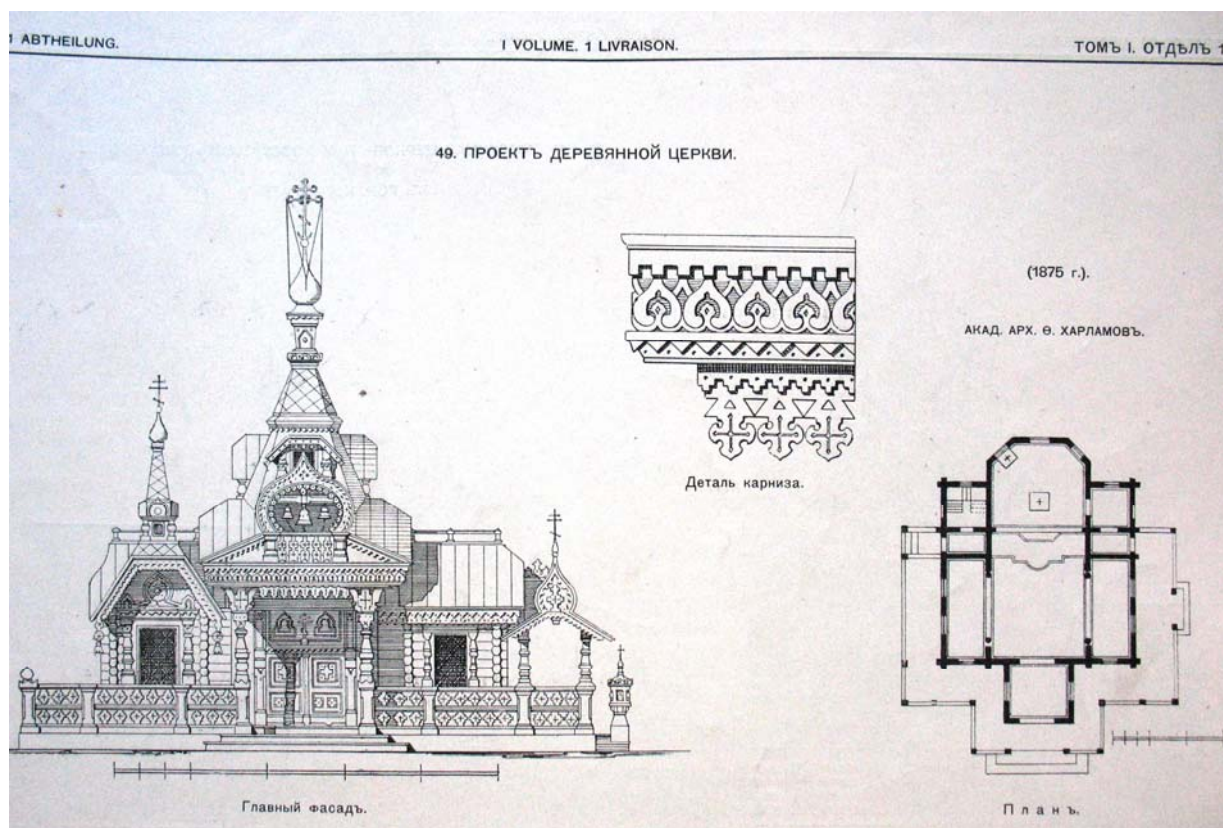 ABTHEILUNG.
I VOLUME. 1 LIVRAISON.
ТОМЪ I. ОТДѢЛЪ 1
49. ПРОЕКТЪ ДЕРЕВЯННОЙ ЦЕРКВИ.
(1875 г.).
АКАД. АРХ. Ѳ. ХАРЛАМОВЪ.
Деталь карниза.
Главный фасадъ.
Планъ.